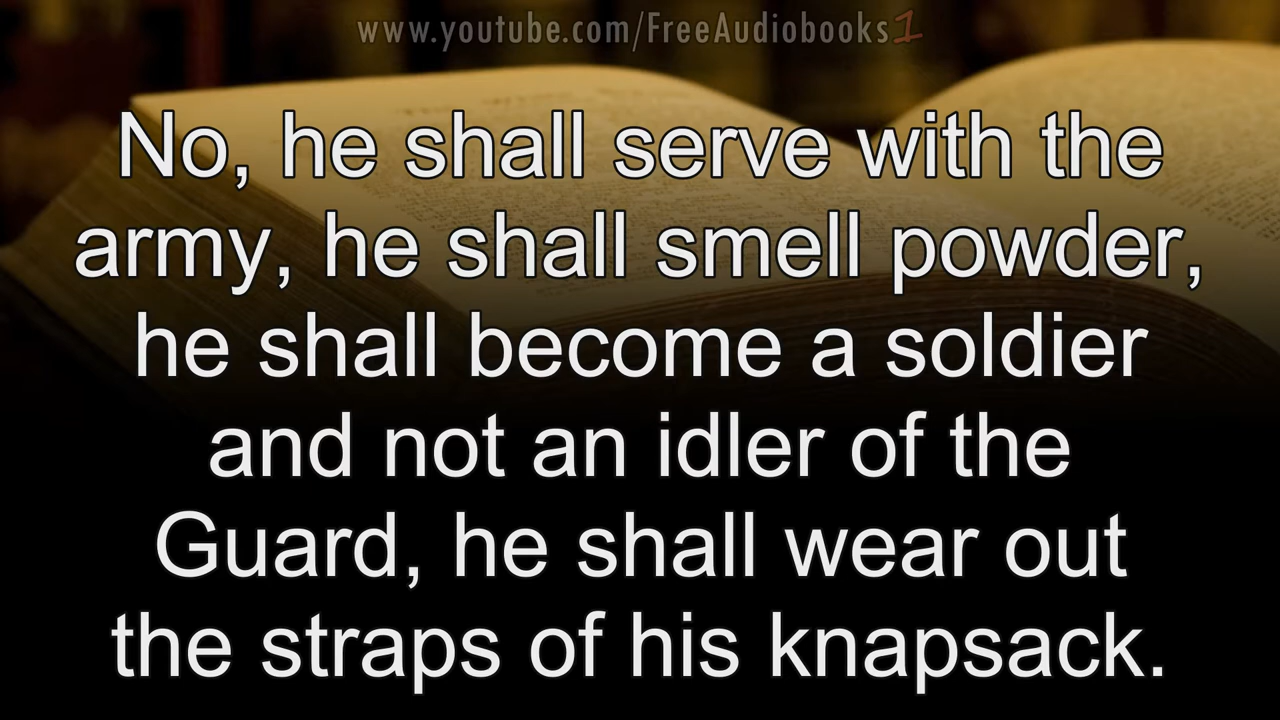 www.youtube.com/FreeAudiobooks1
No, he shall serve with the
army, he shall smell powder,
he shall become a soldier
and not an idler of the
Guard, he shall wear out
the straps of his knapsack.